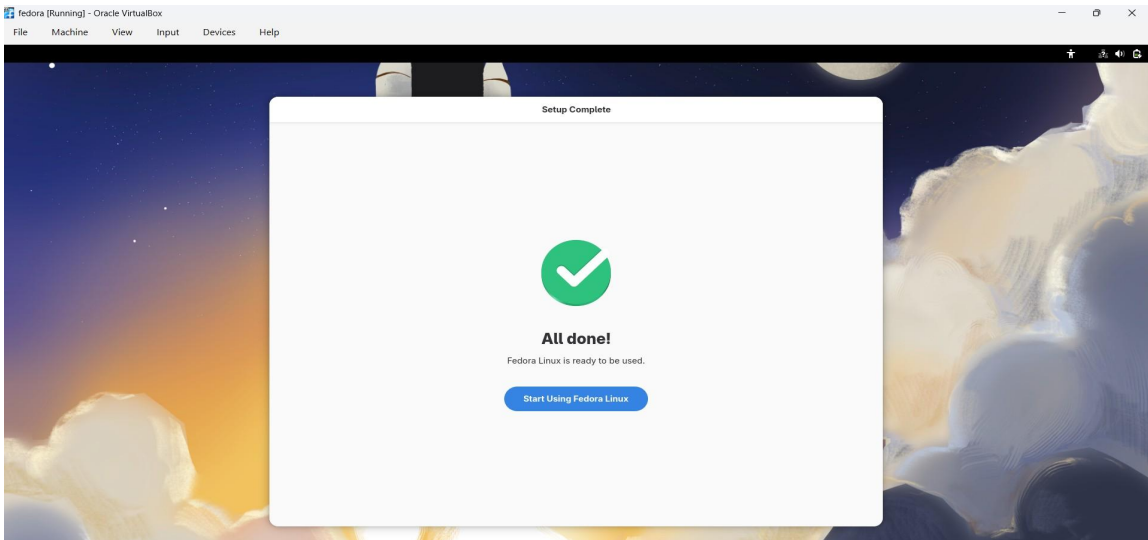 fedora [Running] - Oracle VirtualBox
File Machine View Input Devices Help
Setup Complete
All done!
Fedora Linux is ready to be used.
Start Using Fedora Linux